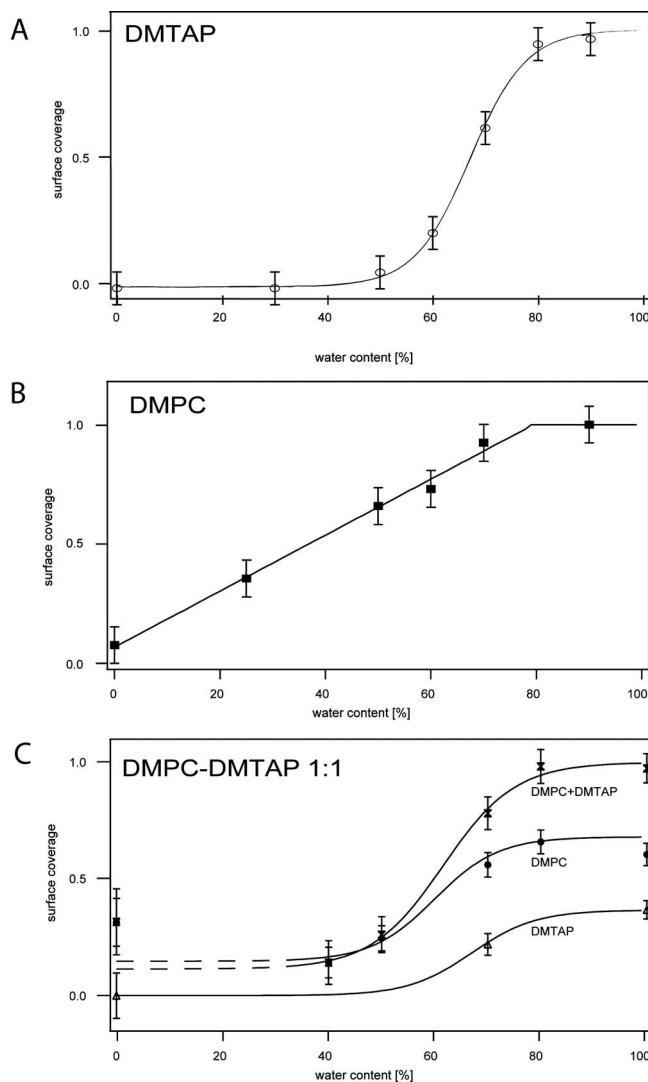 A
DMTAP
1.0
0.5
0.0
surface coverage
0 20 40 60 80 100
water content [%]
B
DMPC
1.0
0.5
0.0
surface coverage
0 20 40 60 80 100
water content [%]
C
DMPC-DMTAP 1:1
1.0
DMPC+DMTAP
DMPC
0.5
DMTAP
0.0
surface coverage
0 20 40 60 80 100
water content [%]